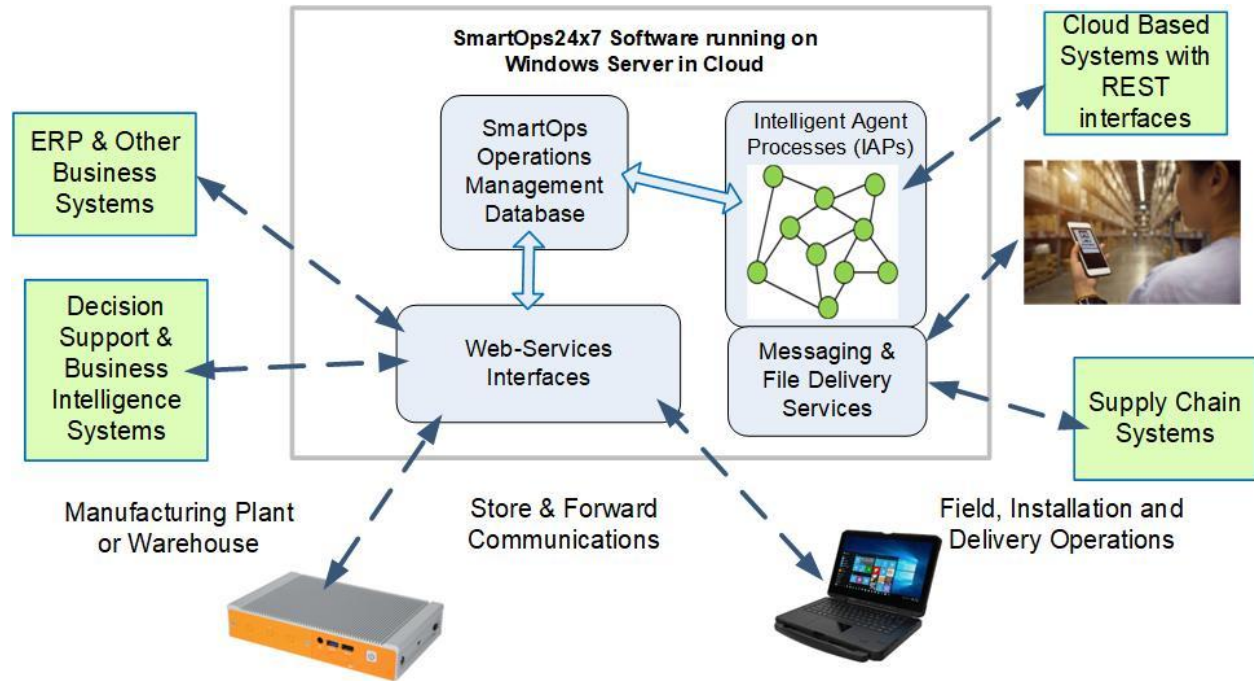 SmartOps24x7 Software running on
Windows Server in Cloud
Cloud Based
Systems with
REST
interfaces
ERP & Other
Business
Systems
SmartOps
Operations
Management
Database
Intelligent Agent
Processes (IAPs)
Decision
Support &
Business
Intelligence
Systems
Web-Services
Interfaces
Messaging &
File Delivery
Services
Supply Chain
Systems
Manufacturing Plant
or Warehouse
Store & Forward
Communications
Field, Installation and
Delivery Operations